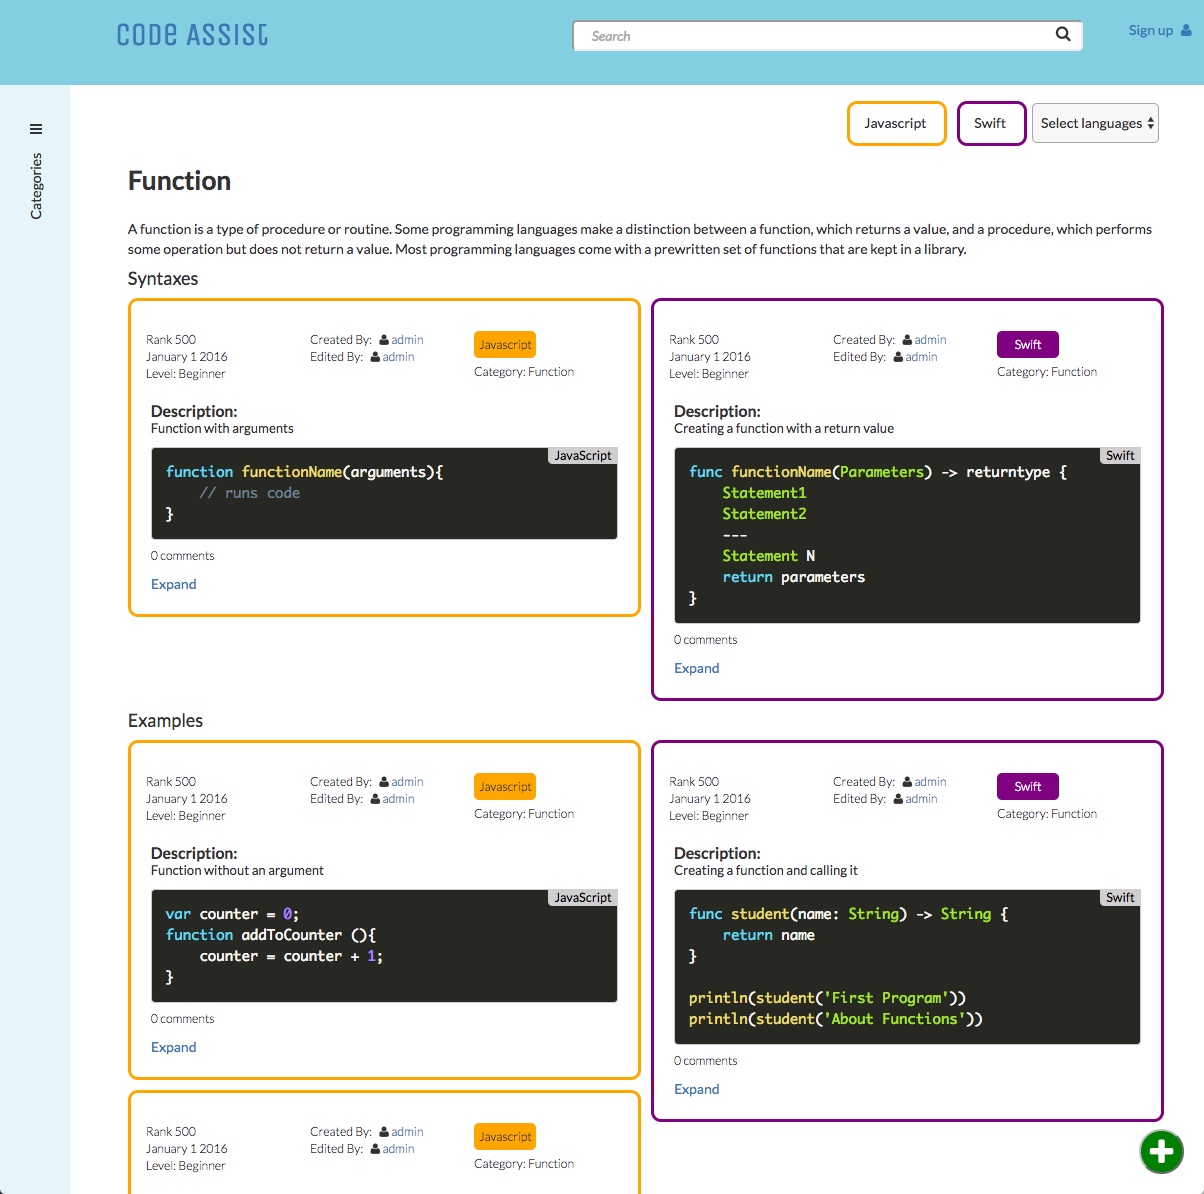 CODE ASSIST
Search
Sign up
Categories
Javascript
Swift
Select languages
Function
A function is a type of procedure or routine. Some programming languages make a distinction between a function, which returns a value, and a procedure, which performs
some operation but does not return a value. Most programming languages come with a prewritten set of functions that are kept in a library.
Syntaxes
Rank 500
January 1 2016
Level: Beginner
Created By: admin
Edited By: admin
Javascript
Category: Function
Description:
Function with arguments
JavaScript
function functionName(arguments){
    // runs code
}
0 comments
Expand
Rank 500
January 1 2016
Level: Beginner
Created By: admin
Edited By: admin
Swift
Category: Function
Description:
Creating a function with a return value
Swift
func functionName(Parameters) -> returntype {
    Statement1
    Statement2
    ---
    Statement N
    return parameters
}
0 comments
Expand
Examples
Rank 500
January 1 2016
Level: Beginner
Created By: admin
Edited By: admin
Javascript
Category: Function
Description:
Function without an argument
JavaScript
var counter = 0;
function addToCounter (){
    counter = counter + 1;
}
0 comments
Expand
Rank 500
January 1 2016
Level: Beginner
Created By: admin
Edited By: admin
Swift
Category: Function
Description:
Creating a function and calling it
Swift
func student(name: String) -> String {
    return name
}
println(student('First Program'))
println(student('About Functions'))
0 comments
Expand
Rank 500
January 1 2016
Level: Beginner
Created By: admin
Edited By: admin
Javascript
Category: Function